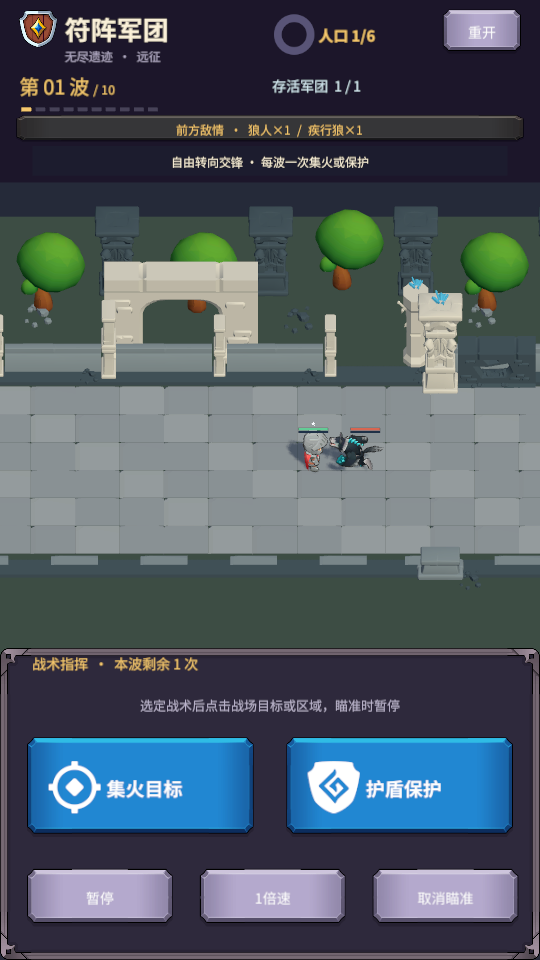 符阵军团
无尽遗迹 · 远征
人口 1/6
重开
第 01 波 / 10
存活军团 1 / 1
前方敌情 · 狼人×1 / 疾行狼×1
自由转向交锋 · 每波一次集火或保护
战术指挥 · 本波剩余 1 次
选定战术后点击战场目标或区域，瞄准时暂停
集火目标
护盾保护
暂停
1倍速
取消瞄准